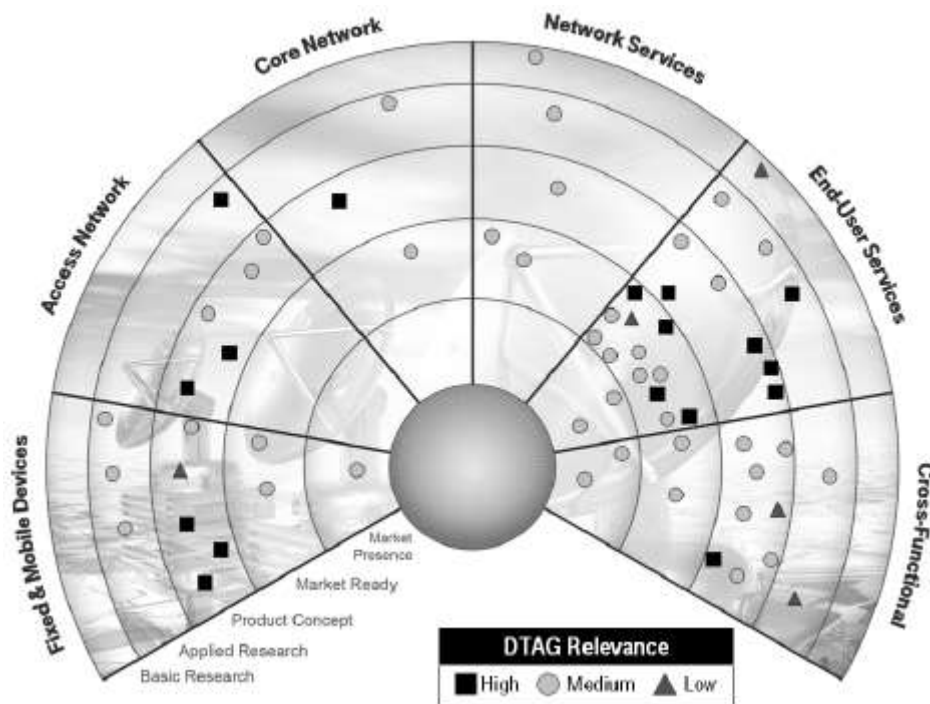 Core Network
Network Services
Access Network
End-User Services
Fixed & Mobile Devices
Cross-Functional
Market
Presence
Market Ready
Product Concept
Applied Research
Basic Research
DTAG Relevance
High Medium Low